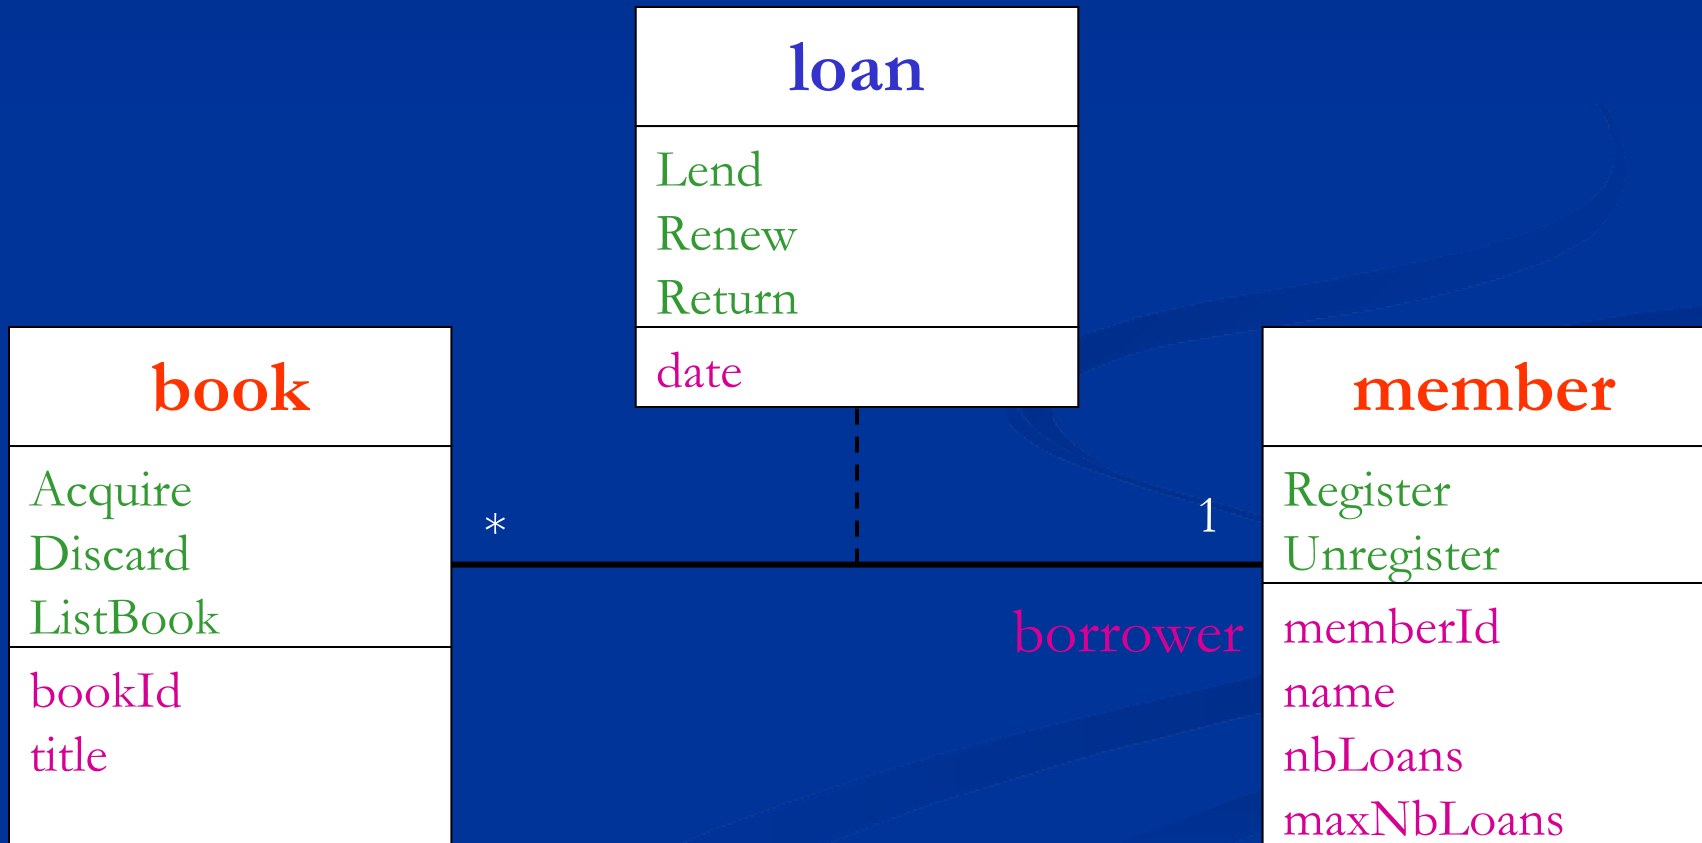 loan
Lend
Renew
Return
date
book
Acquire
Discard
ListBook
bookId
title
*
1
borrower
member
Register
Unregister
memberId
name
nbLoans
maxNbLoans